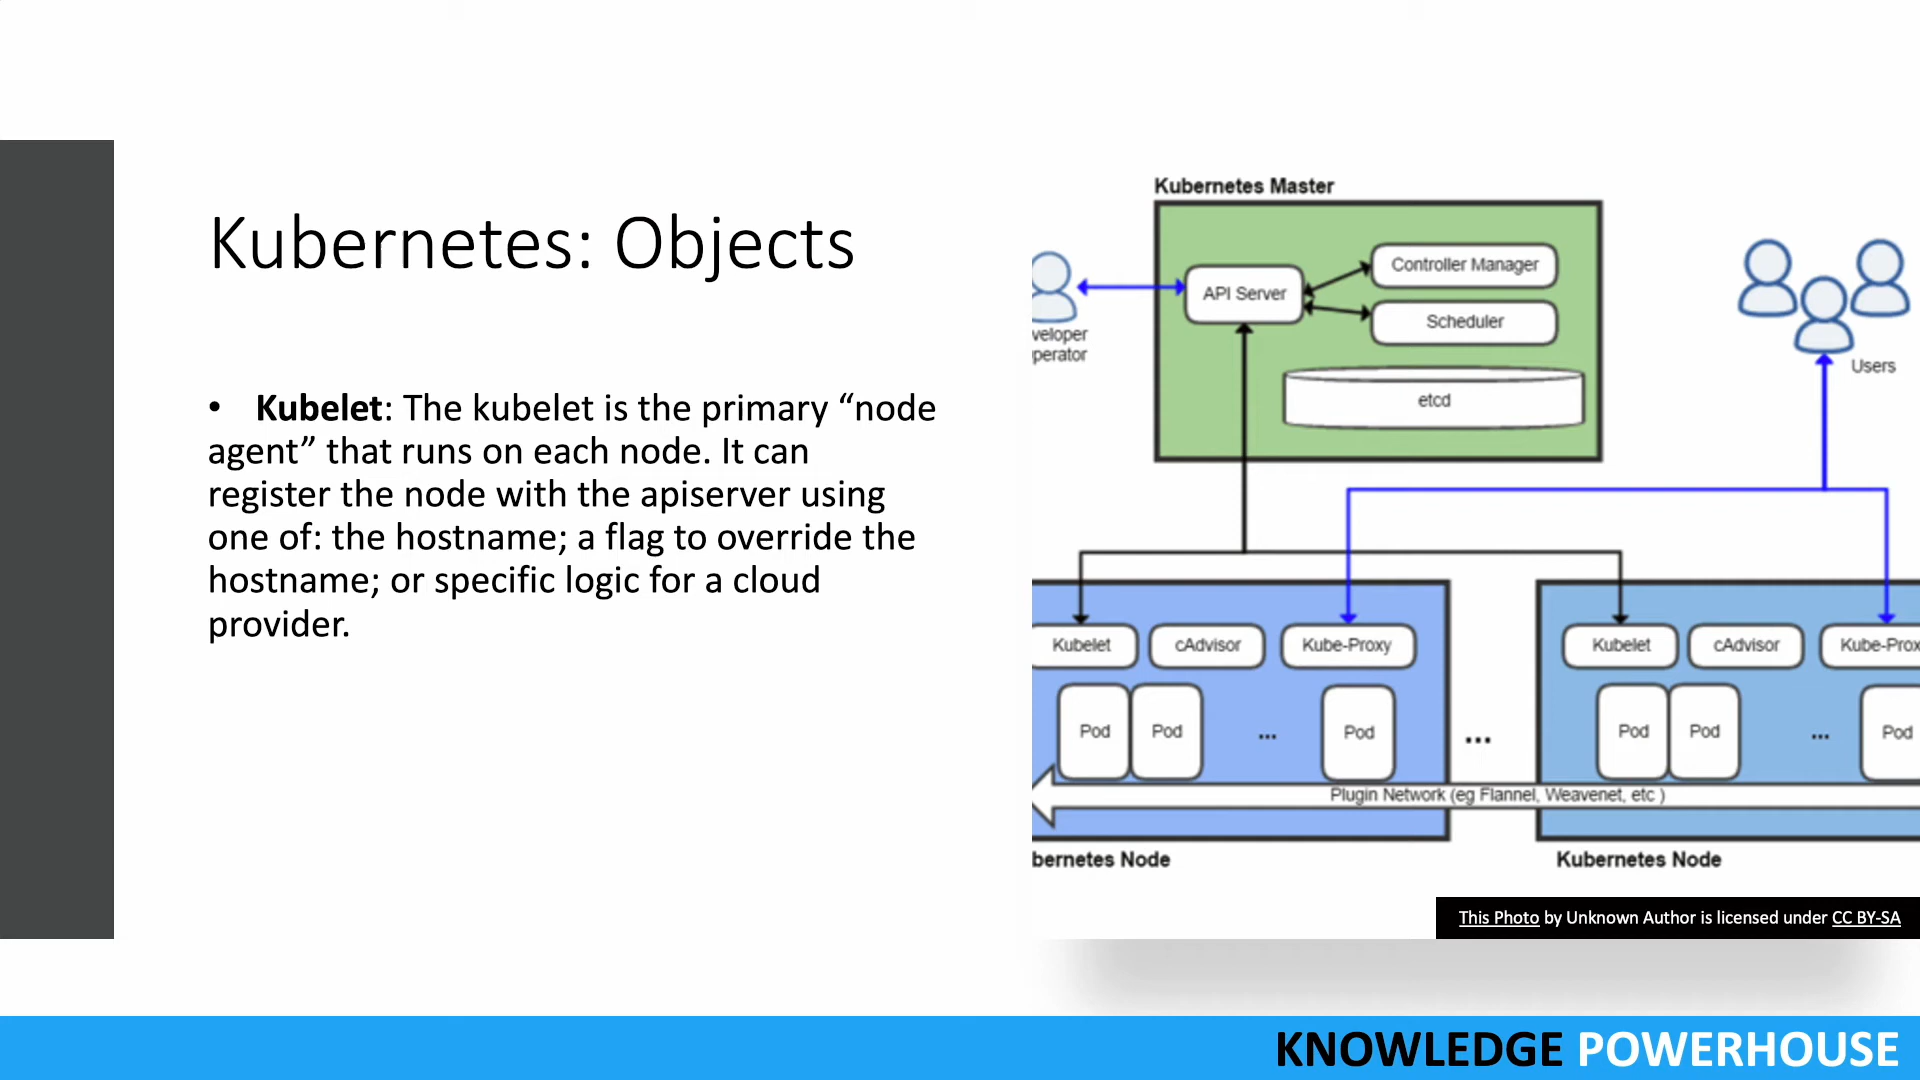 Kubernetes: Objects
• Kubelet: The kubelet is the primary “node
agent” that runs on each node. It can
register the node with the apiserver using
one of: the hostname; a flag to override the
hostname; or specific logic for a cloud
provider.
Kubernetes Master
API Server
Controller Manager
Scheduler
etcd
veloper
perator
Users
Kubelet
cAdvisor
Kube-Proxy
Pod
Pod
...
Pod
...
Kubelet
cAdvisor
Kube-Prox
Pod
Pod
...
Pod
Plugin Network (eg Flannel, Weavenet, etc )
bernetes Node
Kubernetes Node
This Photo by Unknown Author is licensed under CC BY-SA
KNOWLEDGE POWERHOUSE